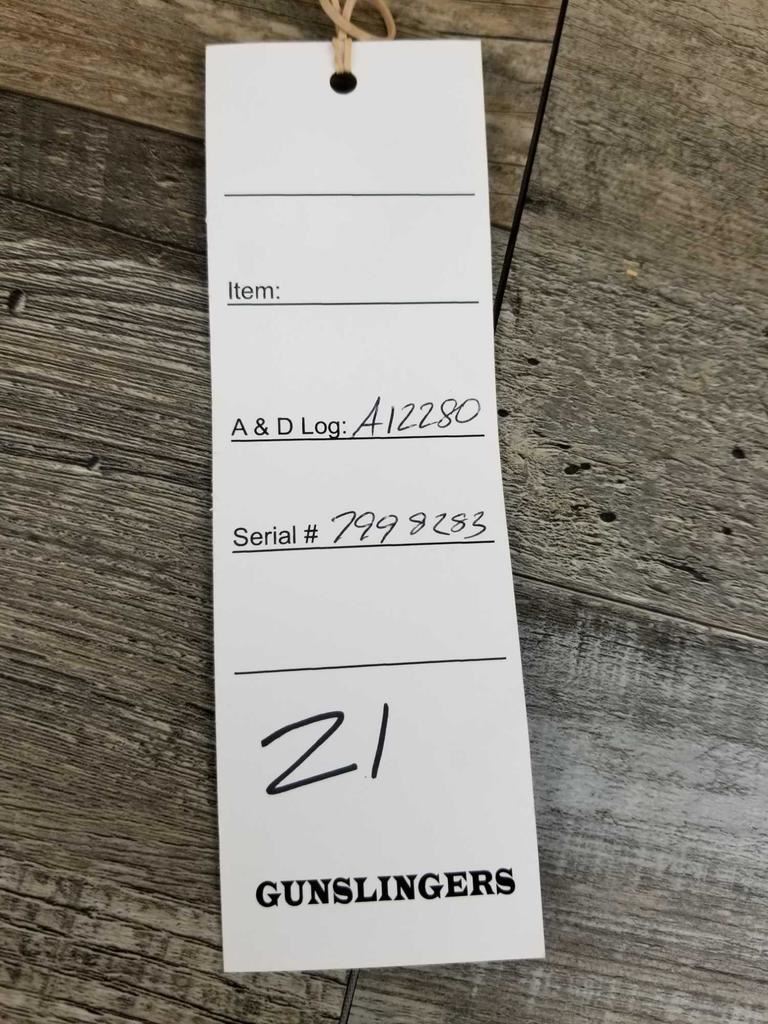 Item:
A & D Log: A12280
Serial # 7998283
21
GUNSLINGERS